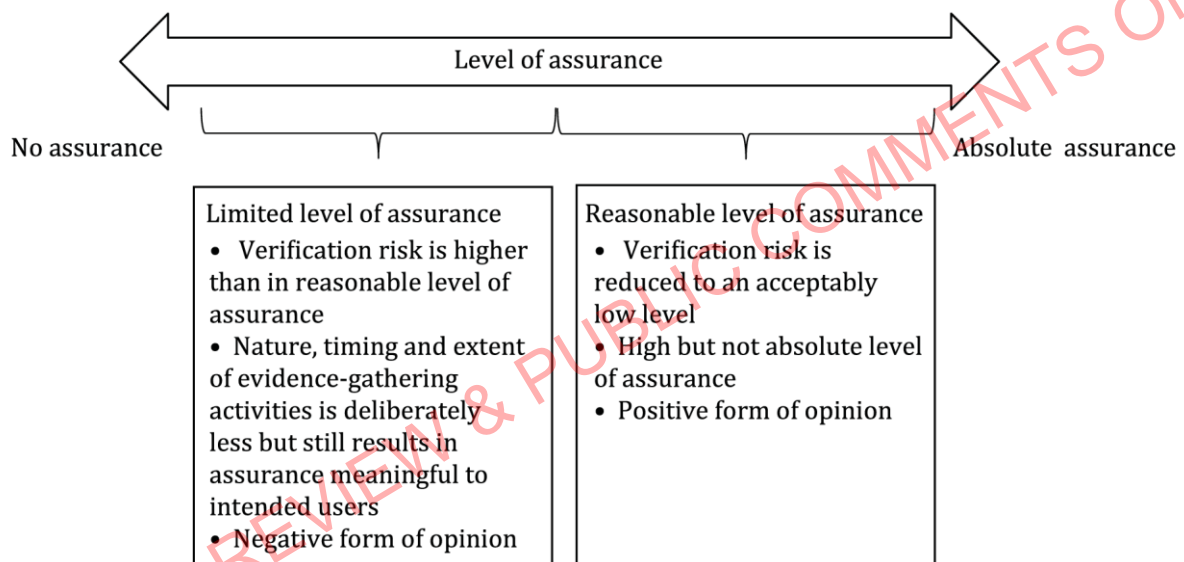 Level of assurance
No assurance
Absolute assurance
Limited level of assurance
• Verification risk is higher
than in reasonable level of
assurance
• Nature, timing and extent
of evidence-gathering
activities is deliberately
less but still results in
assurance meaningful to
intended users
• Negative form of opinion
Reasonable level of assurance
• Verification risk is
reduced to an acceptably
low level
• High but not absolute level
of assurance
• Positive form of opinion
REVIEW & PUBLIC COMMENTS